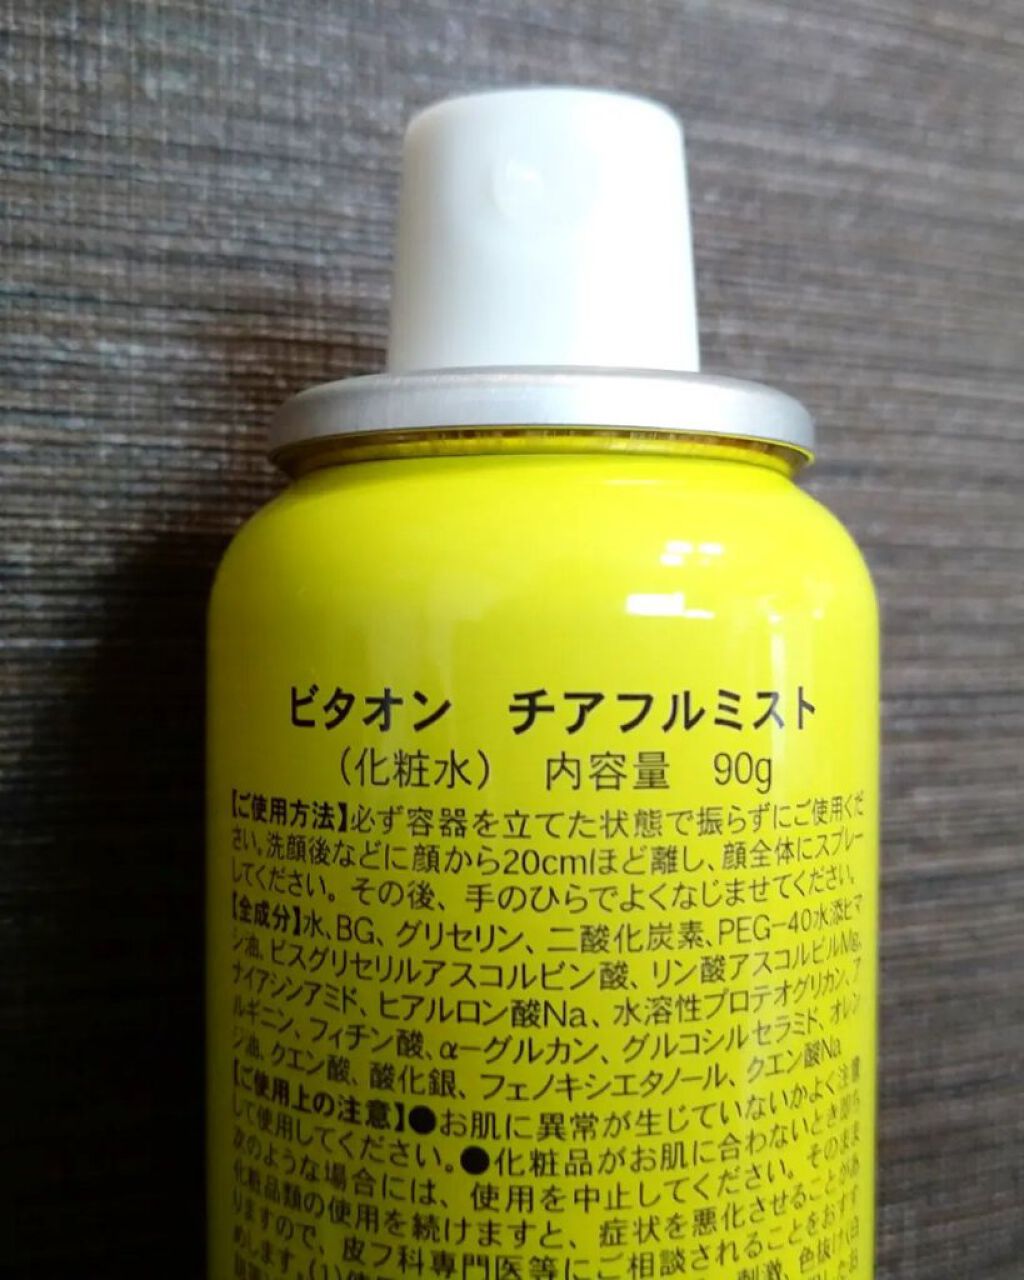 ビタオン　チアフルミスト
（化粧水）　内容量　90g
【ご使用方法】必ず容器を立てた状態で振らずにご使用くだ
さい。洗顔後などに顔から20cmほど離し、顔全体にスプレー
してください。その後、手のひらでよくなじませてください。
【全成分】水、BG、グリセリン、二酸化炭素、PEG-40水添ヒマ
シ油、ビスグリセリルアスコルビン酸、リン酸アスコルビルMg、
ナイアシンアミド、ヒアルロン酸Na、水溶性プロテオグリカン、ア
ルギニン、フィチン酸、α-グルカン、グルコシルセラミド、オレン
ジ油、クエン酸、酸化銀、フェノキシエタノール、クエン酸Na
【ご使用上の注意】●お肌に異常が生じていないかよく注意
して使用してください。●化粧品がお肌に合わないとき即ち
次のような場合には、使用を中止してください。そのまま
化粧品類の使用を続けますと、症状を悪化させることがあ
りますので、皮フ科専門医等にご相談されることをおすす
めします。(1)使用 刺激、色抜け(白